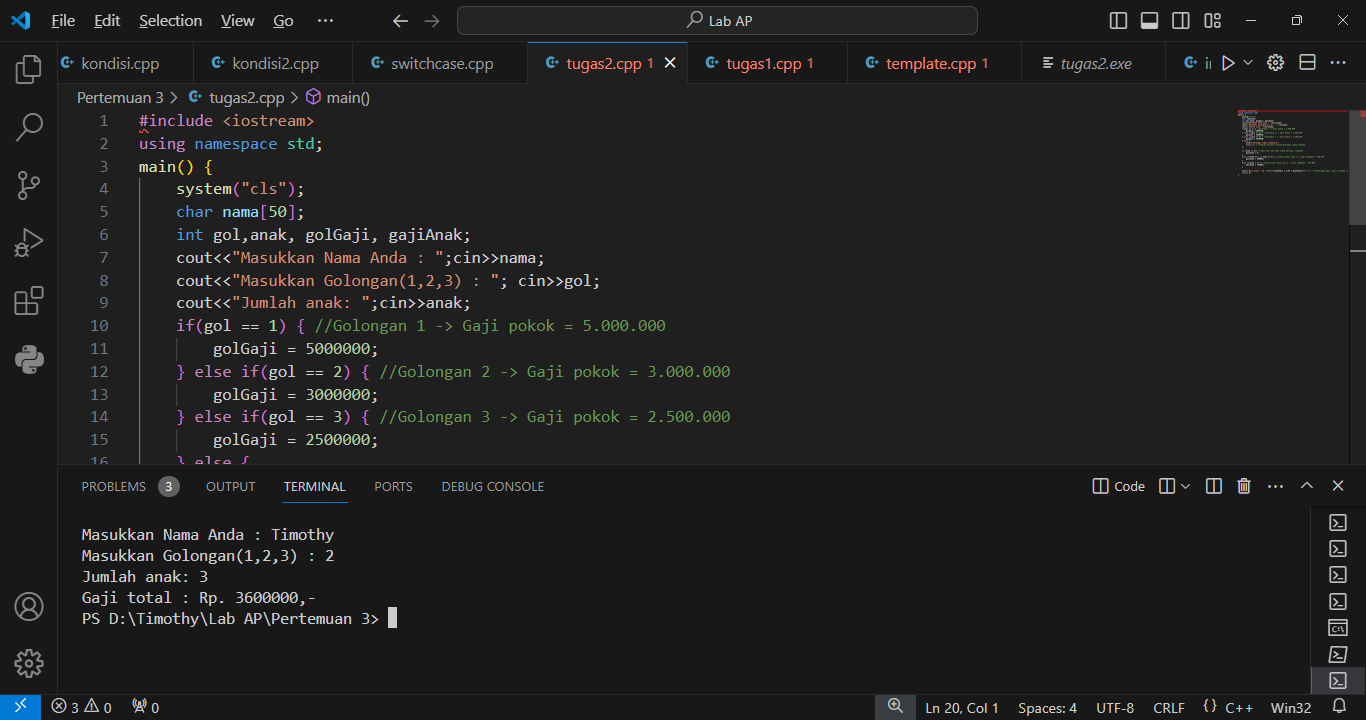 File Edit Selection View Go ··· Lab AP
kondisi.cpp kondisi2.cpp switchcase.cpp tugas2.cpp 1 tugas1.cpp 1 template.cpp 1 tugas2.exe
Pertemuan 3 > tugas2.cpp > main()
1 #include <iostream>
2 using namespace std;
3 main() {
4 system("cls");
5 char nama[50];
6 int gol,anak, golGaji, gajiAnak;
7 cout<<"Masukkan Nama Anda : ";cin>>nama;
8 cout<<"Masukkan Golongan(1,2,3) : "; cin>>gol;
9 cout<<"Jumlah anak: ";cin>>anak;
10 if(gol == 1) { //Golongan 1 -> Gaji pokok = 5.000.000
11 golGaji = 5000000;
12 } else if(gol == 2) { //Golongan 2 -> Gaji pokok = 3.000.000
13 golGaji = 3000000;
14 } else if(gol == 3) { //Golongan 3 -> Gaji pokok = 2.500.000
15 golGaji = 2500000;
16 } else {
PROBLEMS 3 OUTPUT TERMINAL PORTS DEBUG CONSOLE Code
Masukkan Nama Anda : Timothy
Masukkan Golongan(1,2,3) : 2
Jumlah anak: 3
Gaji total : Rp. 3600000,-
PS D:\Timothy\Lab AP\Pertemuan 3>
3 0 0 Ln 20, Col 1 Spaces: 4 UTF-8 CRLF {} C++ Win32